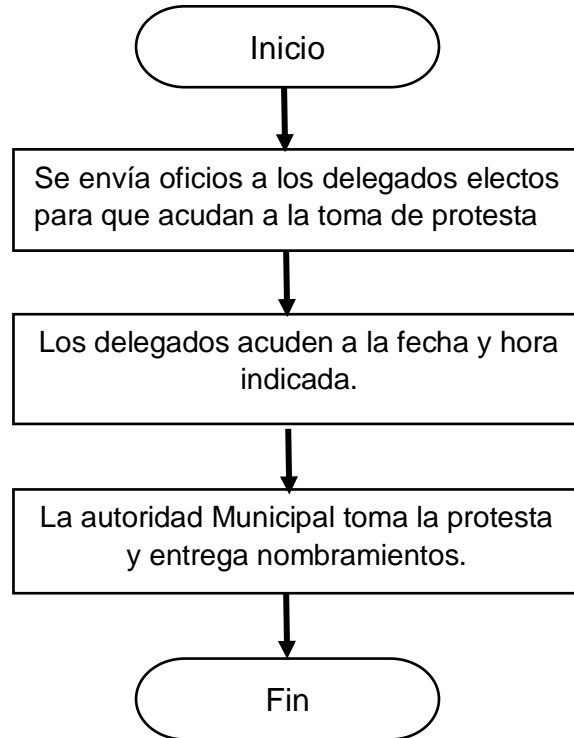 Inicio
Se envía oficios a los delegados electos
para que acudan a la toma de protesta
Los delegados acuden a la fecha y hora
indicada.
La autoridad Municipal toma la protesta
y entrega nombramientos.
Fin